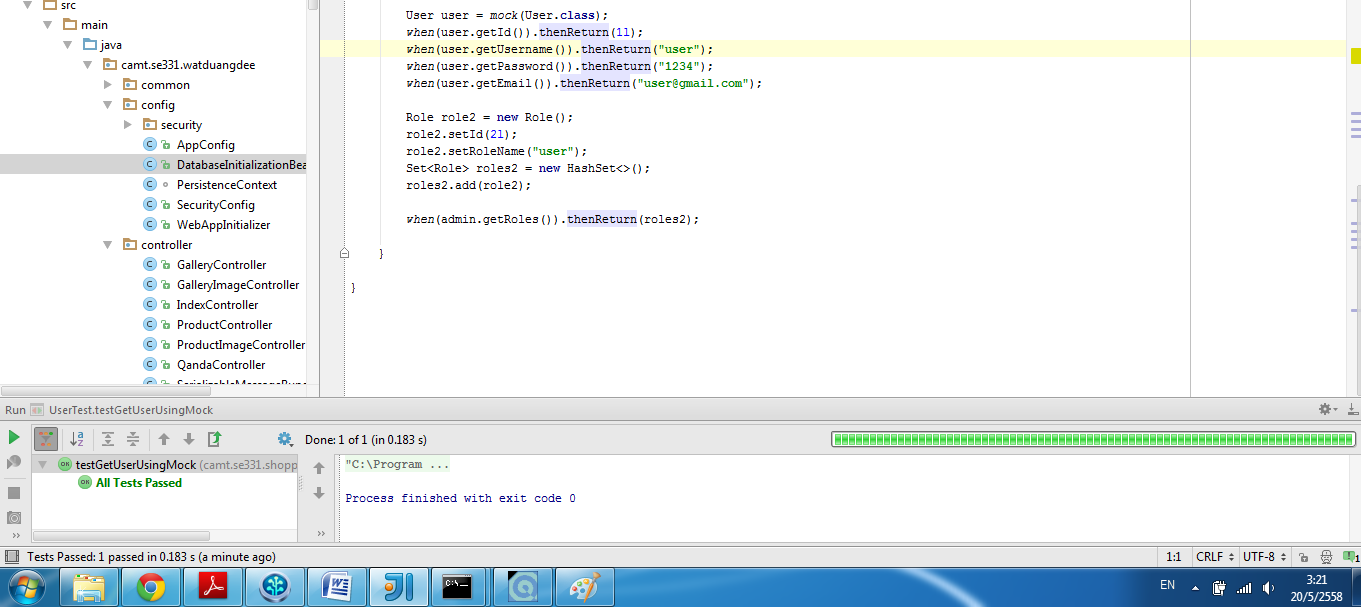 src
main
java
camt.se331.watduangdee
common
config
security
AppConfig
DatabaseInitializationBea
PersistenceContext
SecurityConfig
WebAppInitializer
controller
GalleryController
GalleryImageController
IndexController
ProductController
ProductImageController
QandaController
User user = mock(User.class);
when(user.getId()).thenReturn(1l);
when(user.getUsername()).thenReturn("user");
when(user.getPassword()).thenReturn("1234");
when(user.getEmail()).thenReturn("user@gmail.com");
Role role2 = new Role();
role2.setId(2l);
role2.setRoleName("user");
Set<Role> roles2 = new HashSet<>();
roles2.add(role2);
when(admin.getRoles()).thenReturn(roles2);
}
}
Run UserTest.testGetUserUsingMock
Done: 1 of 1 (in 0.183 s)
testGetUserUsingMock (camt.se331.shopp
All Tests Passed
"C:\Program ...
Process finished with exit code 0
Tests Passed: 1 passed in 0.183 s (a minute ago)
1:1 CRLF UTF-8
EN
3:21
20/5/2558